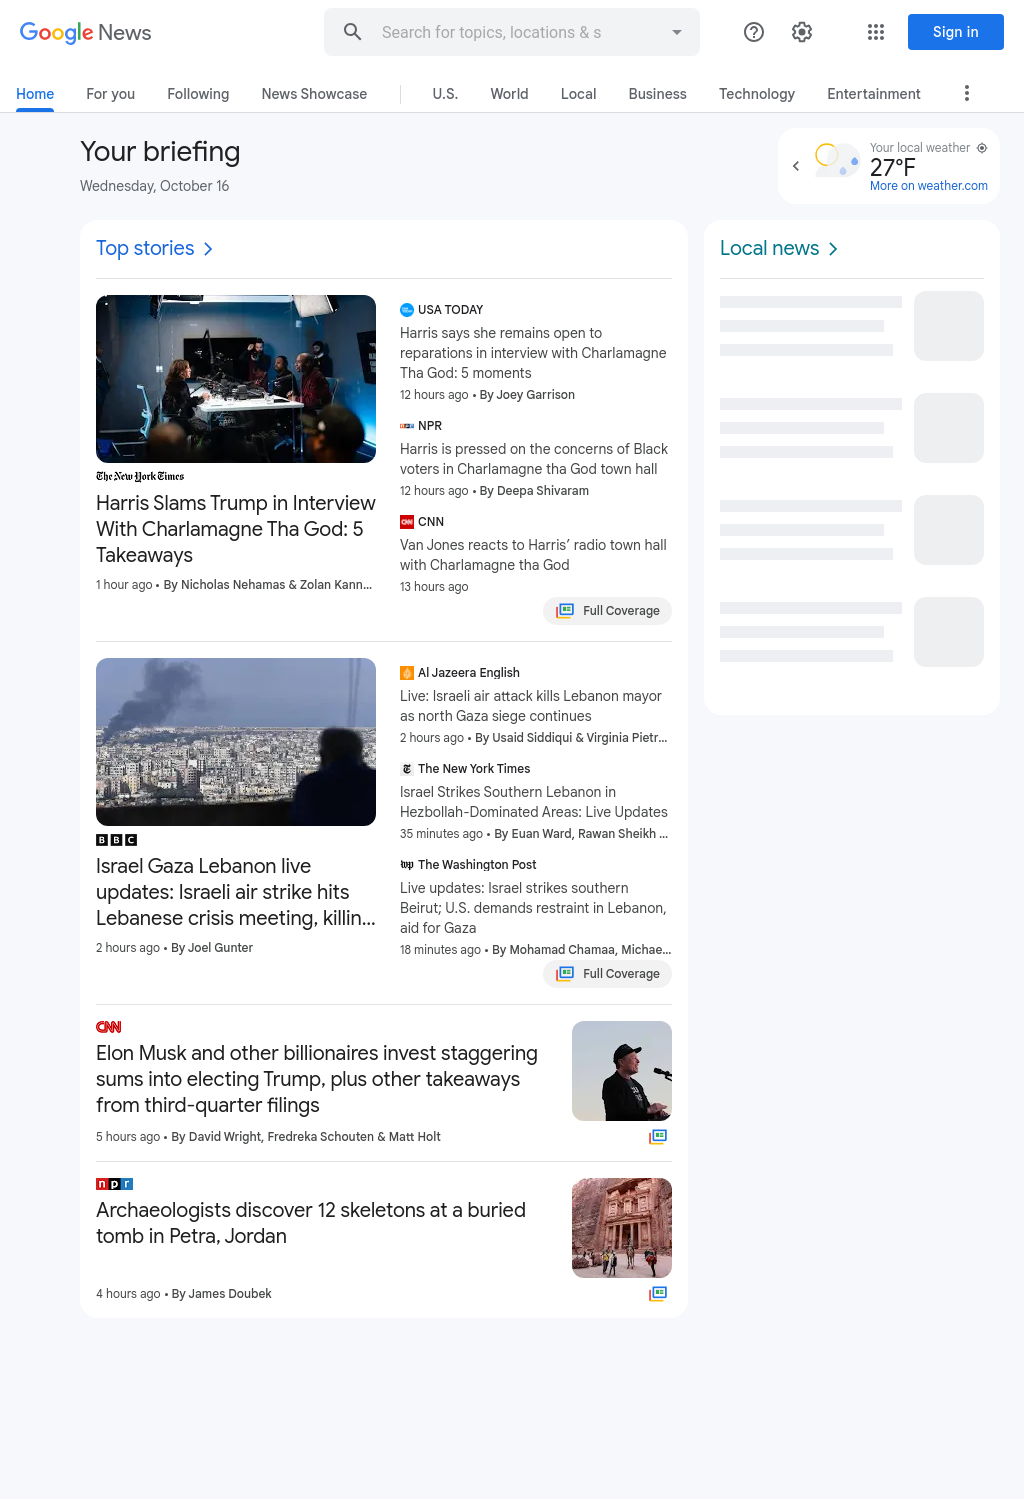 Google News
Search for topics, locations & s
Sign in
Home
For you
Following
News Showcase
U.S.
World
Local
Business
Technology
Entertainment
Your briefing
Wednesday, October 16
Your local weather
27°F
More on weather.com
Top stories
The New York Times
Harris Slams Trump in Interview
With Charlamagne Tha God: 5
Takeaways
1 hour ago • By Nicholas Nehamas & Zolan Kann...
USA TODAY
Harris says she remains open to
reparations in interview with Charlamagne
Tha God: 5 moments
12 hours ago • By Joey Garrison
npr NPR
Harris is pressed on the concerns of Black
voters in Charlamagne tha God town hall
12 hours ago • By Deepa Shivaram
CNN CNN
Van Jones reacts to Harris’ radio town hall
with Charlamagne tha God
13 hours ago
Full Coverage
BBC
Israel Gaza Lebanon live
updates: Israeli air strike hits
Lebanese crisis meeting, killin...
2 hours ago • By Joel Gunter
Al Jazeera English
Live: Israeli air attack kills Lebanon mayor
as north Gaza siege continues
2 hours ago • By Usaid Siddiqui & Virginia Pietr...
T The New York Times
Israel Strikes Southern Lebanon in
Hezbollah-Dominated Areas: Live Updates
35 minutes ago • By Euan Ward, Rawan Sheikh ...
wp The Washington Post
Live updates: Israel strikes southern
Beirut; U.S. demands restraint in Lebanon,
aid for Gaza
18 minutes ago • By Mohamad Chamaa, Michae...
Full Coverage
CNN
Elon Musk and other billionaires invest staggering
sums into electing Trump, plus other takeaways
from third-quarter filings
5 hours ago • By David Wright, Fredreka Schouten & Matt Holt
npr
Archaeologists discover 12 skeletons at a buried
tomb in Petra, Jordan
4 hours ago • By James Doubek
Local news